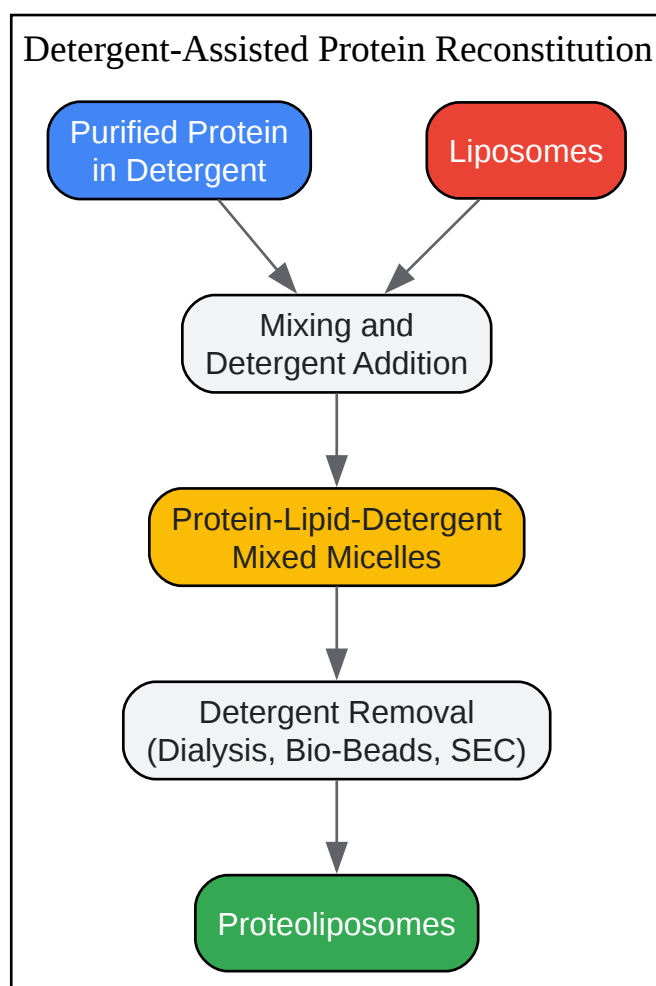 Detergent-Assisted Protein Reconstitution
Purified Protein
in Detergent
Liposomes
Mixing and
Detergent Addition
Protein-Lipid-Detergent
Mixed Micelles
Detergent Removal
(Dialysis, Bio-Beads, SEC)
Proteoliposomes